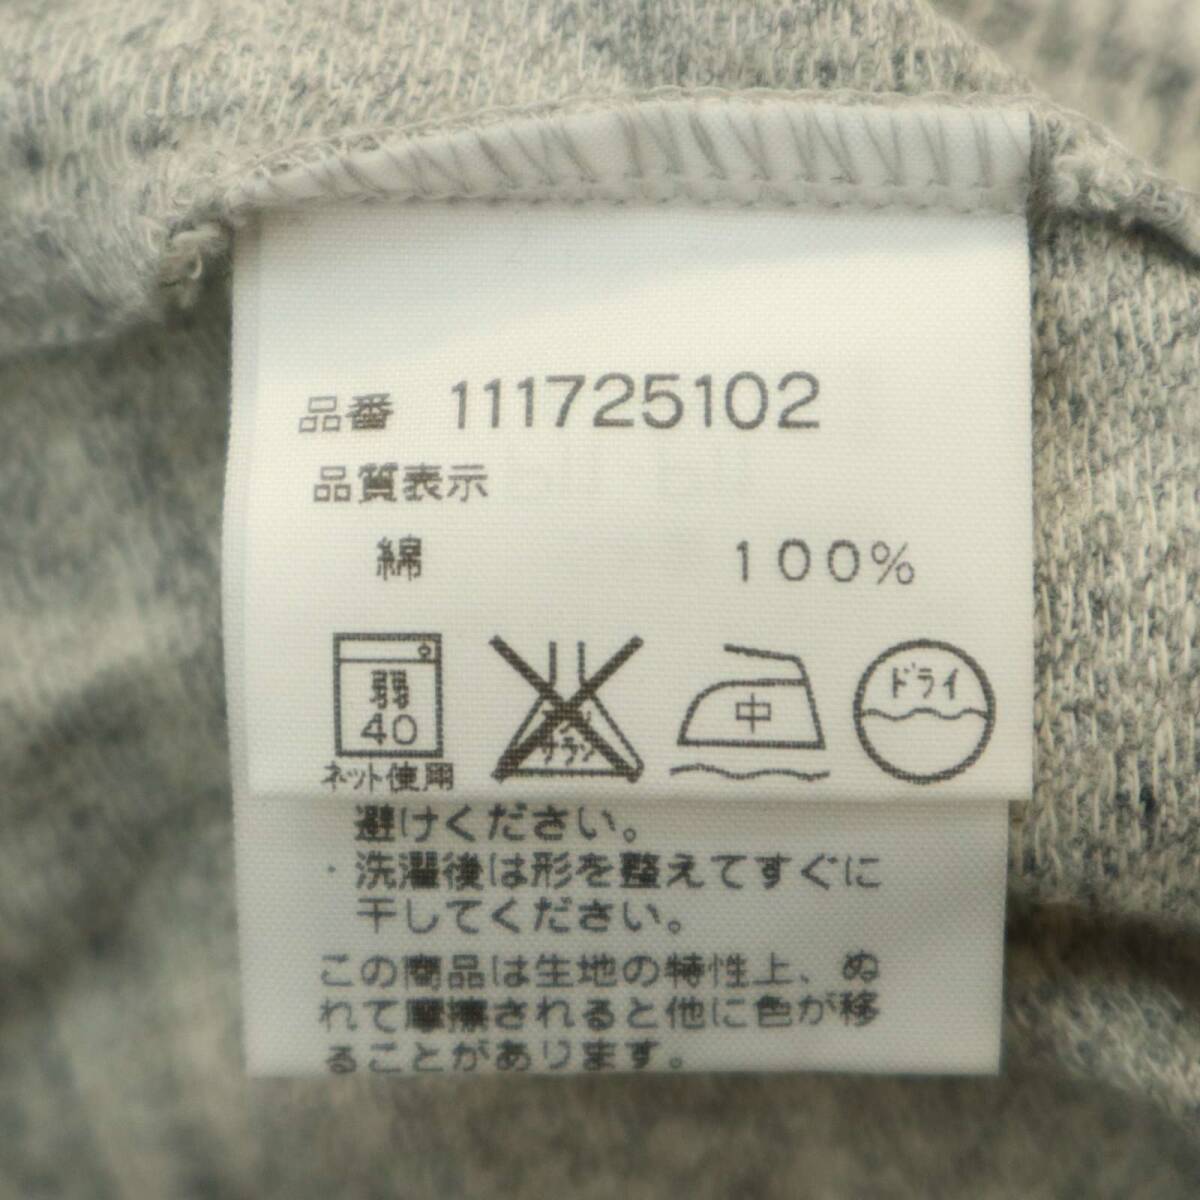 品番 111725102
品質表示
綿 100%
弱 40 中 ドライ
ネット使用
避けください。
・洗濯後は形を整えてすぐに
干してください。
この商品は生地の特性上、ぬ
れて摩擦されると他に色が移
ることがあります。